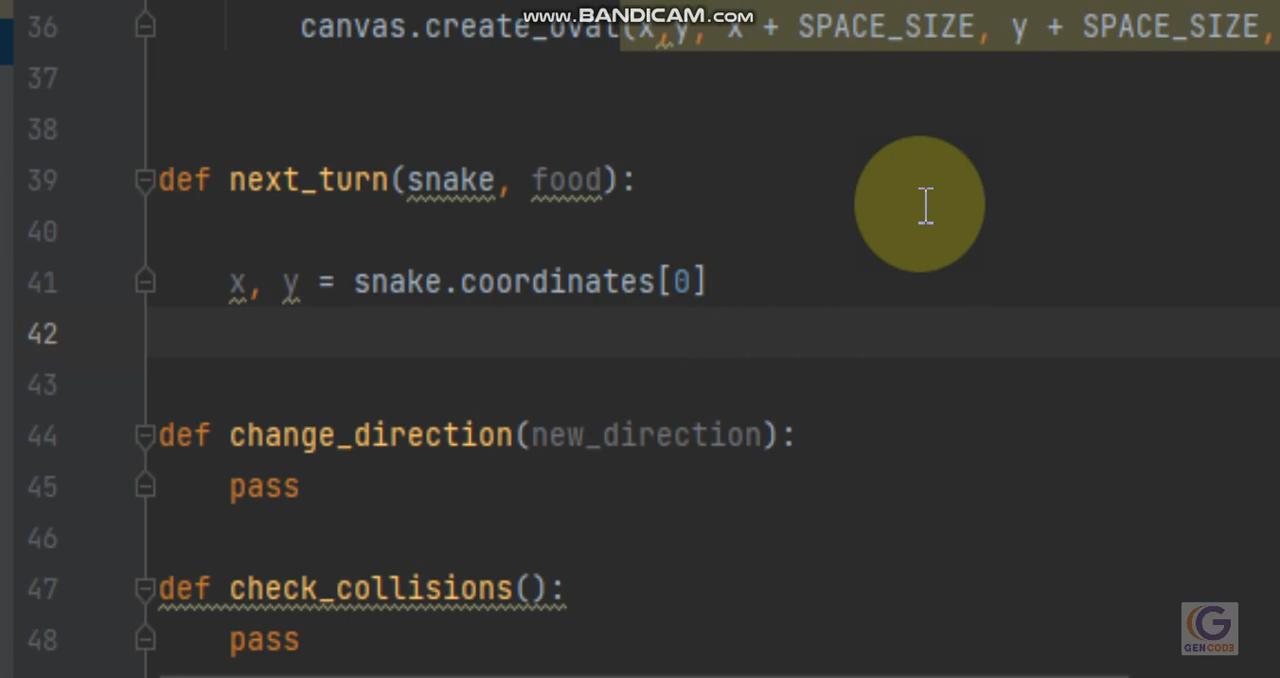 www.BANDICAM.com
36 canvas.create_oval(x,y, x + SPACE_SIZE, y + SPACE_SIZE,
37
38
39 def next_turn(snake, food):
40
41 x, y = snake.coordinates[0]
42
43
44 def change_direction(new_direction):
45 pass
46
47 def check_collisions():
48 pass
G
GENCOD3